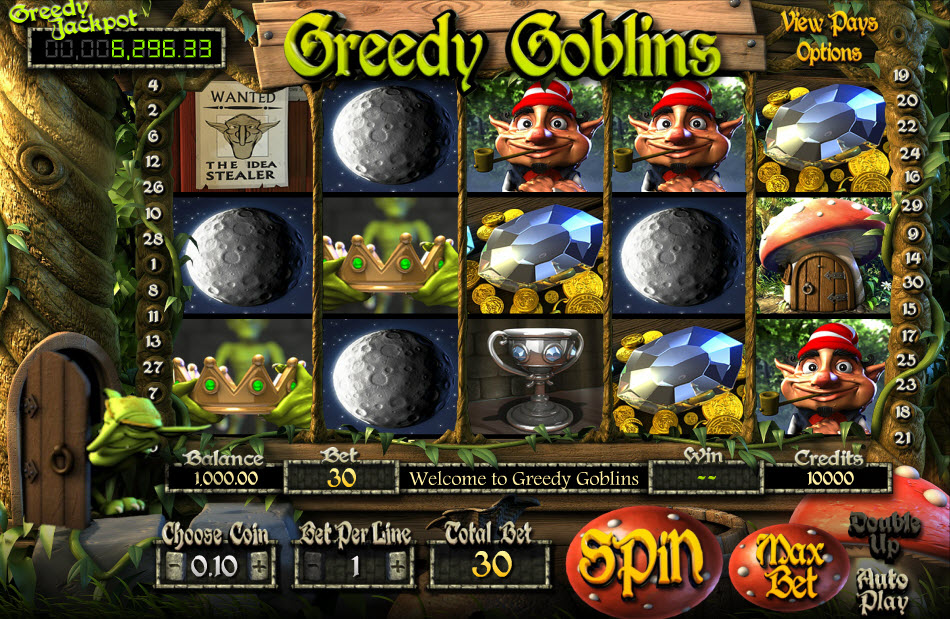 Greedy
Jackpot
6,296.33
Greedy Goblins
View Pays
Options
WANTED
THE IDEA
STEALER
4
2
6
12
26
10
28
1
8
11
13
27
7
19
20
22
24
16
29
9
14
30
15
17
25
23
18
21
Balance
1,000.00
Bet
30
Welcome to Greedy Goblins
Win
~~
Credits
10000
Choose Coin
- 0.10 +
Bet Per Line
- 1 +
Total Bet
30
SPIN
Max
Bet
Double
Up
Auto
Play